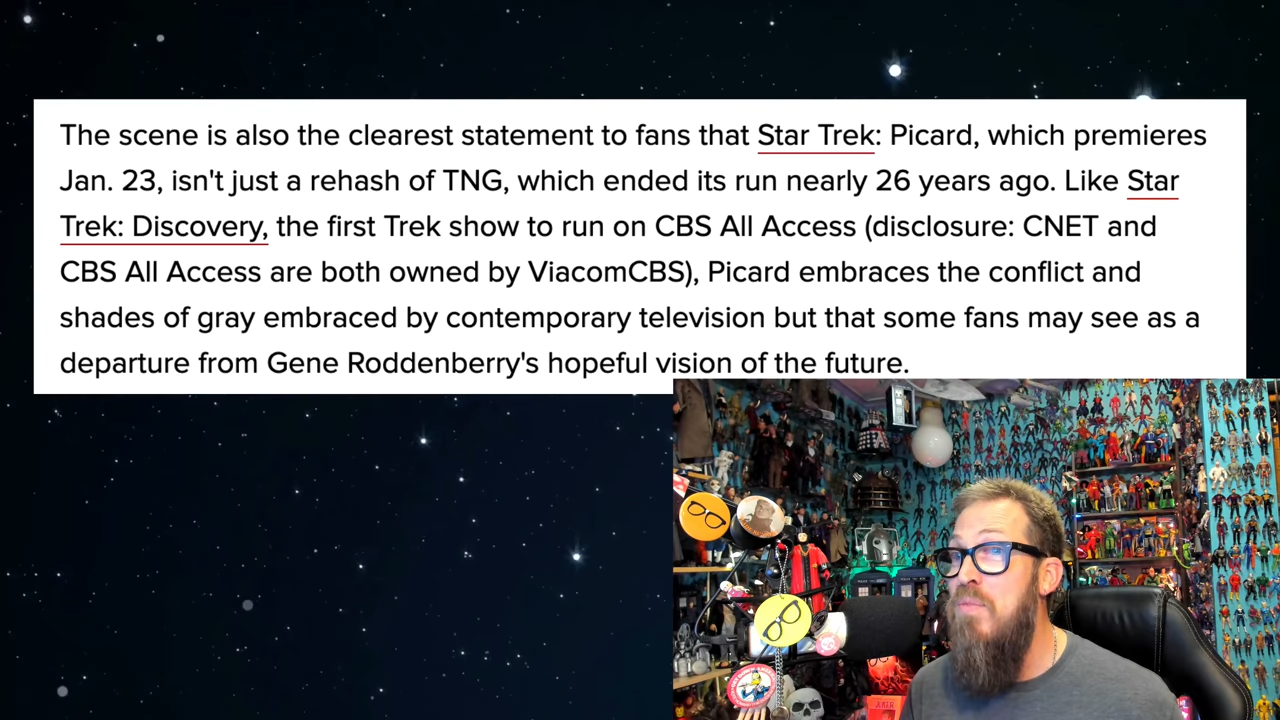 The scene is also the clearest statement to fans that Star Trek: Picard, which premieres
Jan. 23, isn't just a rehash of TNG, which ended its run nearly 26 years ago. Like Star
Trek: Discovery, the first Trek show to run on CBS All Access (disclosure: CNET and
CBS All Access are both owned by ViacomCBS), Picard embraces the conflict and
shades of gray embraced by contemporary television but that some fans may see as a
departure from Gene Roddenberry's hopeful vision of the future.